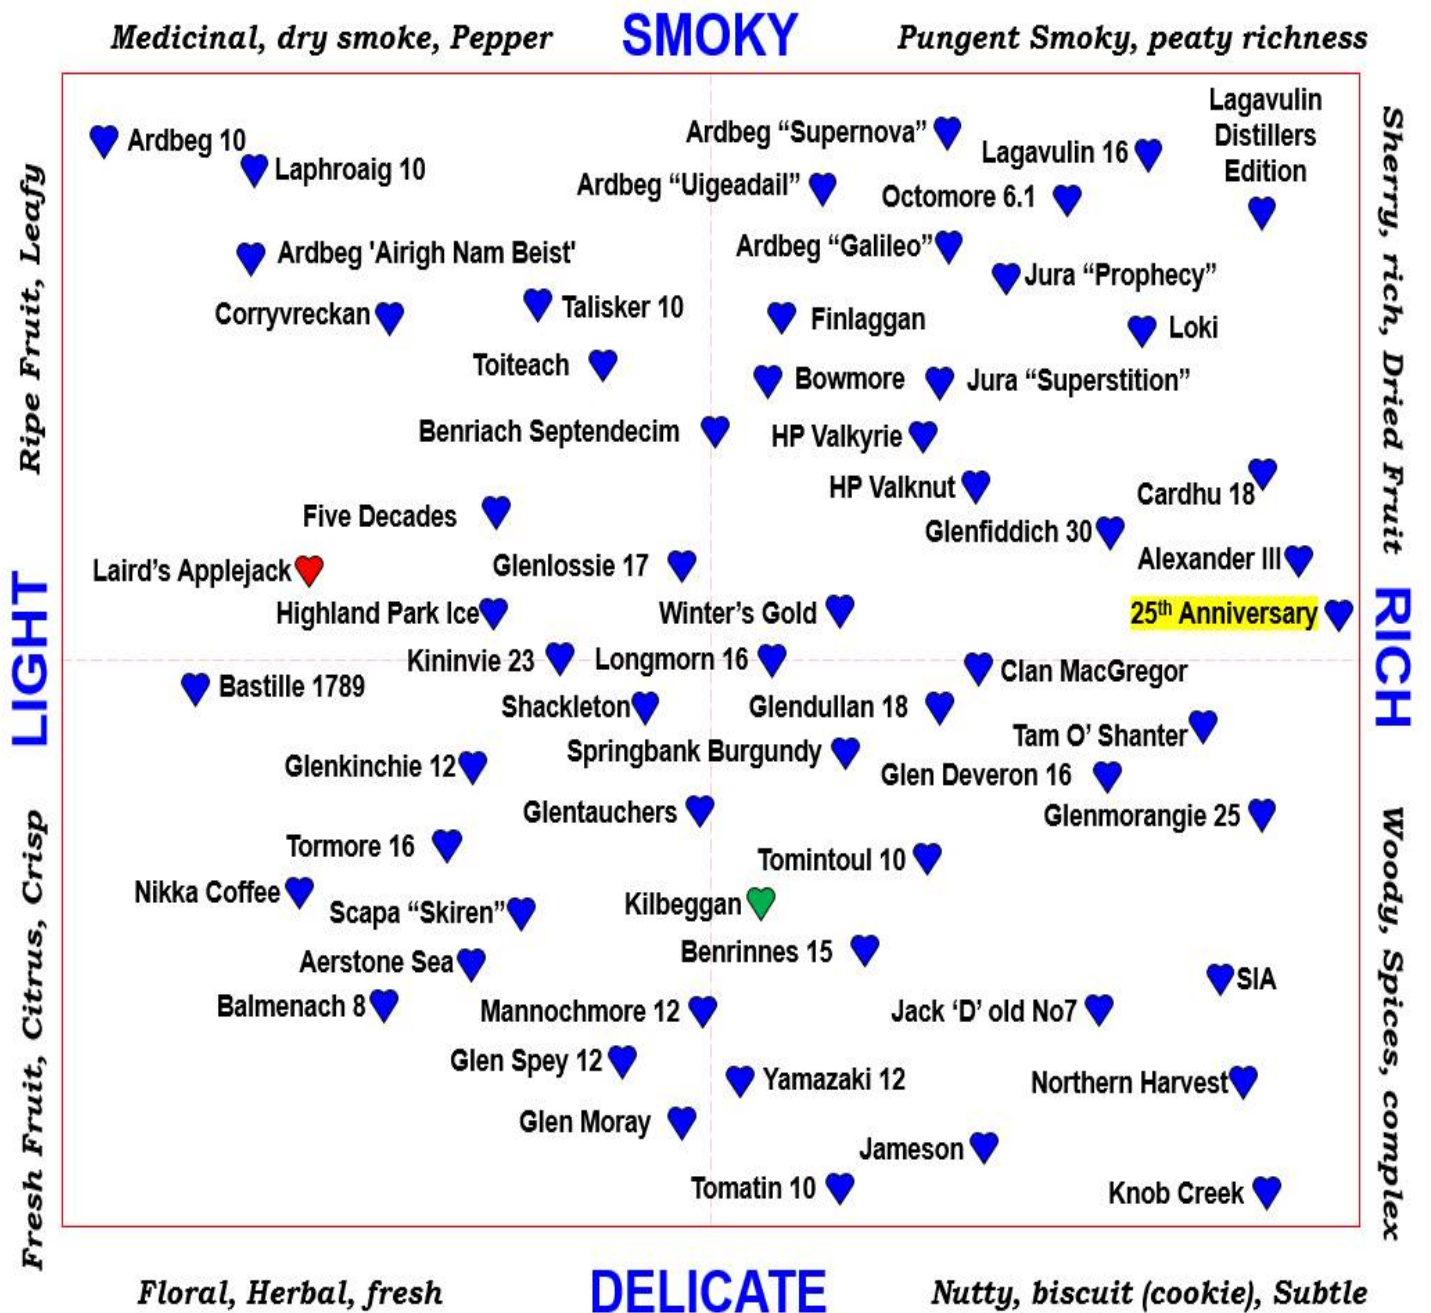 Medicinal, dry smoke, Pepper
SMOKY
Pungent Smoky, peaty richness
Ripe Fruit, Leafy
LIGHT
Fresh Fruit, Citrus, Crisp
Sherry, rich, Dried Fruit
RICH
Woody, Spices, complex
Lagavulin
Distillers
Edition
Ardbeg “Supernova”
Ardbeg 10
Lagavulin 16
Laphroaig 10
Ardbeg “Uigeadail”
Octomore 6.1
Ardbeg “Galileo”
Ardbeg 'Airigh Nam Beist'
Jura “Prophecy”
Talisker 10
Corryvreckan
Finlaggan
Loki
Toiteach
Bowmore
Jura “Superstition”
Benriach Septendecim
HP Valkyrie
HP Valknut
Cardhu 18
Five Decades
Glenfiddich 30
Alexander III
Glenlossie 17
Laird’s Applejack
Highland Park Ice
Winter’s Gold
25th Anniversary
Kininvie 23
Longmorn 16
Clan MacGregor
Bastille 1789
Shackleton
Glendullan 18
Tam O’ Shanter
Springbank Burgundy
Glenkinchie 12
Glen Deveron 16
Glentauchers
Glenmorangie 25
Tormore 16
Tomintoul 10
Nikka Coffee
Kilbeggan
Scapa “Skiren”
Benrinnes 15
Aerstone Sea
SIA
Balmenach 8
Mannochmore 12
Jack ‘D’ old No7
Glen Spey 12
Yamazaki 12
Northern Harvest
Glen Moray
Jameson
Tomatin 10
Knob Creek
Floral, Herbal, fresh
DELICATE
Nutty, biscuit (cookie), Subtle